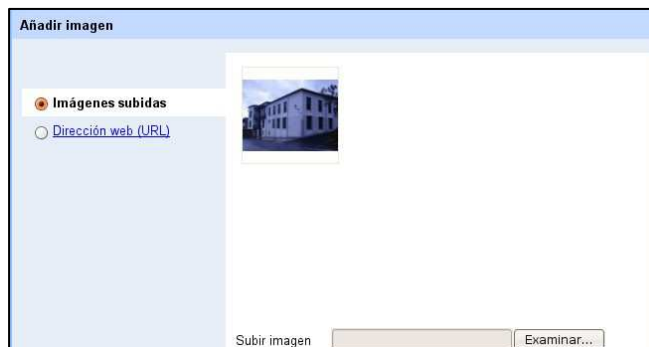 Añadir imagen
Imágenes subidas
Dirección web (URL)
Subir imagen
Examinar...